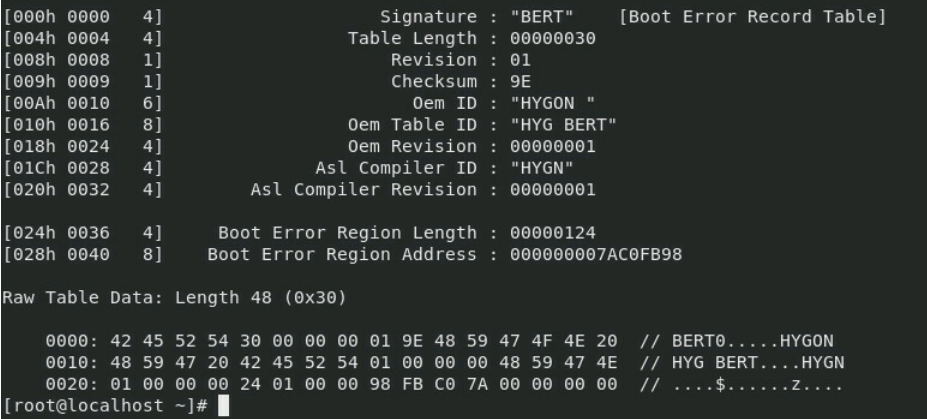 [000h 0000   4]                    Signature : "BERT"    [Boot Error Record Table]
[004h 0004   4]                 Table Length : 00000030
[008h 0008   1]                     Revision : 01
[009h 0009   1]                     Checksum : 9E
[00Ah 0010   6]                       Oem ID : "HYGON "
[010h 0016   8]                 Oem Table ID : "HYG BERT"
[018h 0024   4]                 Oem Revision : 00000001
[01Ch 0028   4]              Asl Compiler ID : "HYGN"
[020h 0032   4]        Asl Compiler Revision : 00000001
[024h 0036   4]     Boot Error Region Length : 00000124
[028h 0040   8]    Boot Error Region Address : 000000007AC0FB98
Raw Table Data: Length 48 (0x30)
    0000: 42 45 52 54 30 00 00 00 01 9E 48 59 47 4F 4E 20  // BERT0.....HYGON
    0010: 48 59 47 20 42 45 52 54 01 00 00 00 48 59 47 4E  // HYG BERT....HYGN
    0020: 01 00 00 00 24 01 00 00 98 FB C0 7A 00 00 00 00  // ....$......z....
[root@localhost ~]#